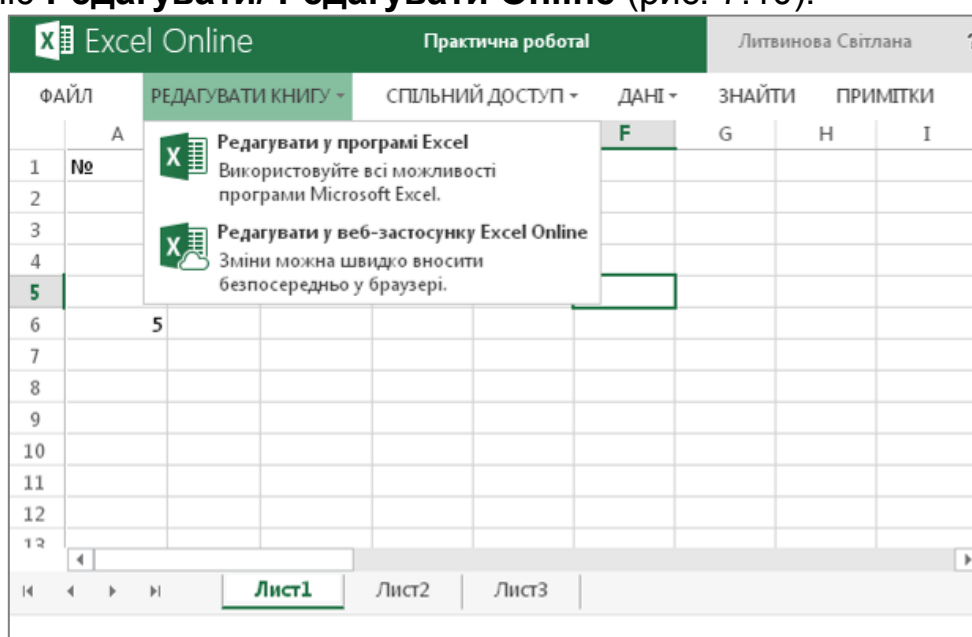 Редагувати/ Редагувати Online (рис. 7.
Excel Online Практична роботаl Литвинова Світлана
ФАЙЛ РЕДАГУВАТИ КНИГУ СПІЛЬНИЙ ДОСТУП ДАНІ ЗНАЙТИ ПРИМІТКИ
A F G H I
Редагувати у програмі Excel
1 №
Використовуйте всі можливості
2 програми Microsoft Excel.
3 Редагувати у веб-застосунку Excel Online
4 Зміни можна швидко вносити
5 безпосередньо у браузері.
6 5
7
8
9
10
11
12
13
Лист1 Лист2 Лист3